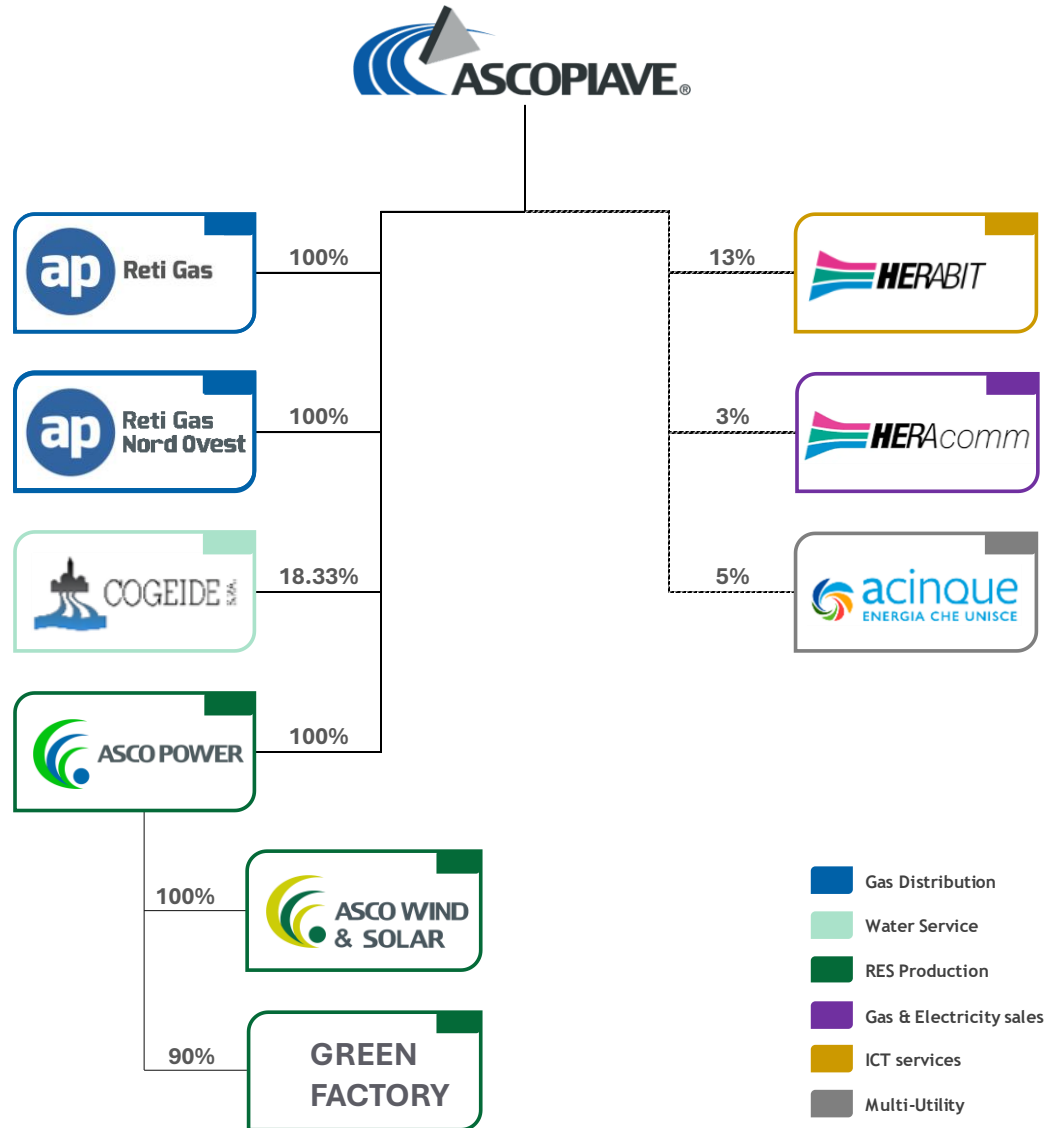 ASCOPIAVE®
ap Reti Gas
100%
13%
HERABIT
ap Reti Gas
Nord Ovest
100%
3%
HERAcomm
COGEIDE S.P.A.
18.33%
5%
acinque
ENERGIA CHE UNISCE
ASCO POWER
100%
100%
ASCO WIND
& SOLAR
90%
GREEN
FACTORY
Gas Distribution
Water Service
RES Production
Gas & Electricity sales
ICT services
Multi-Utility